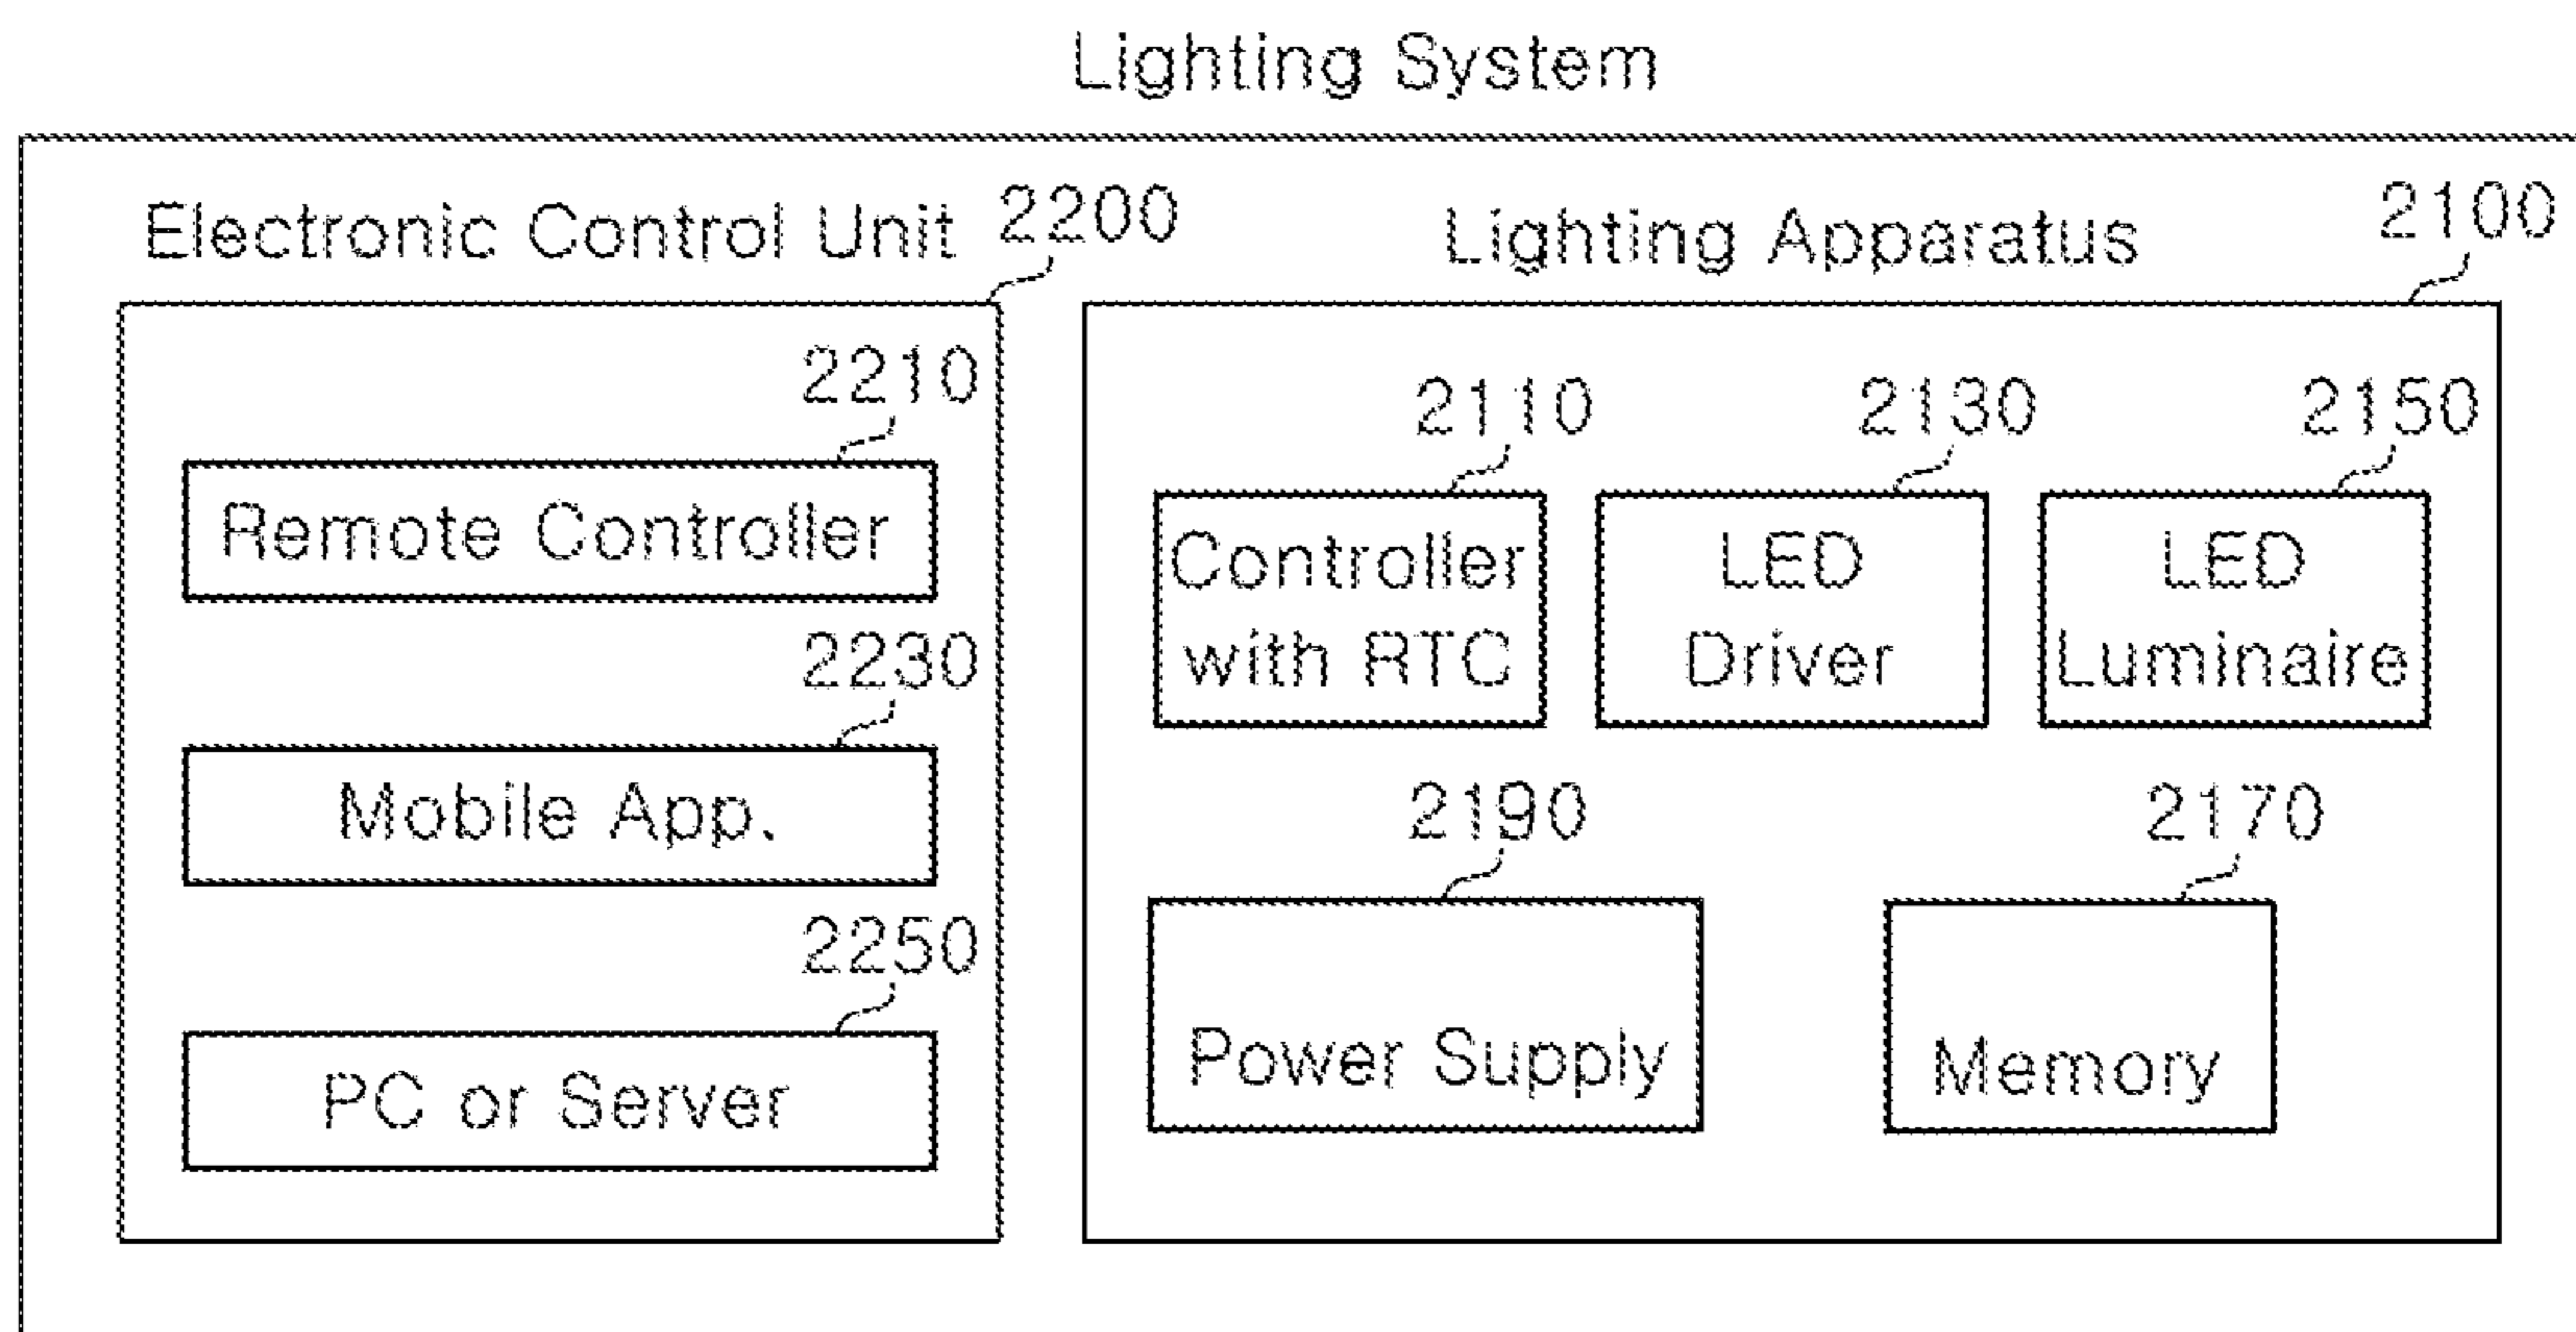 Lighting System
Electronic Control Unit 2200
2210
Remote Controller
2230
Mobile App.
2250
PC or Server
Lighting Apparatus 2100
2110 2130 2150
Controller
with RTC
LED
Driver
LED
Luminaire
2190 2170
Power Supply
Memory